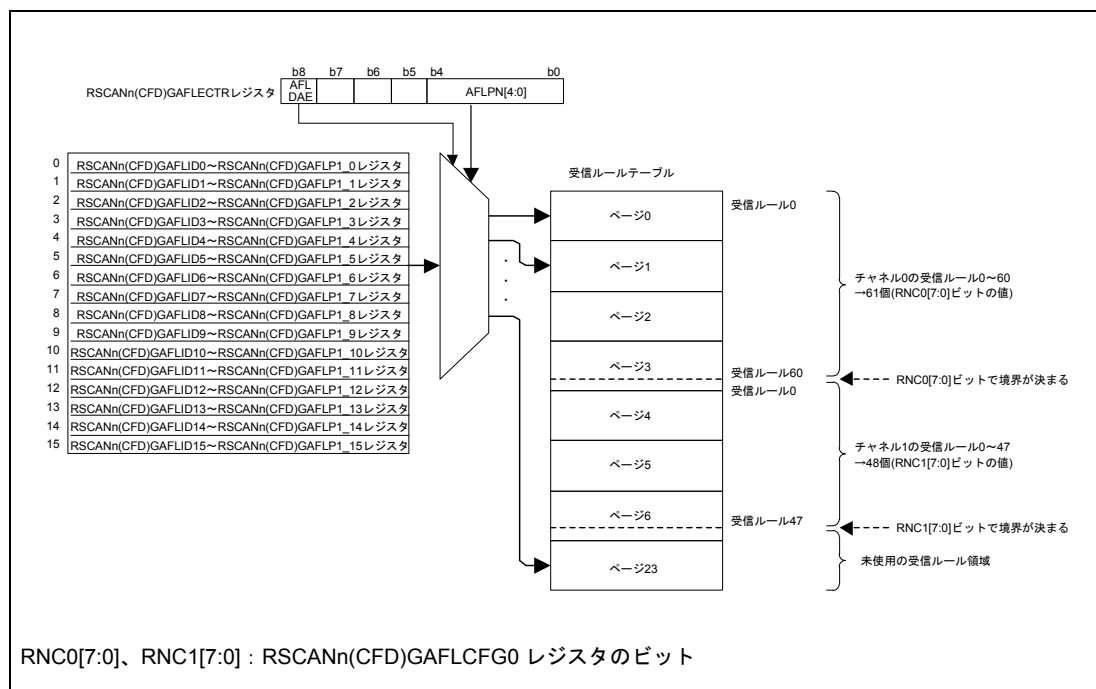 b8 b7 b6 b5 b4 b0
RSCANn(CFD)GAFLECTRレジスタ
AFL
DAE
AFLPN[4:0]
0 RSCANn(CFD)GAFLID0～RSCANn(CFD)GAFLP1_0レジスタ
1 RSCANn(CFD)GAFLID1～RSCANn(CFD)GAFLP1_1レジスタ
2 RSCANn(CFD)GAFLID2～RSCANn(CFD)GAFLP1_2レジスタ
3 RSCANn(CFD)GAFLID3～RSCANn(CFD)GAFLP1_3レジスタ
4 RSCANn(CFD)GAFLID4～RSCANn(CFD)GAFLP1_4レジスタ
5 RSCANn(CFD)GAFLID5～RSCANn(CFD)GAFLP1_5レジスタ
6 RSCANn(CFD)GAFLID6～RSCANn(CFD)GAFLP1_6レジスタ
7 RSCANn(CFD)GAFLID7～RSCANn(CFD)GAFLP1_7レジスタ
8 RSCANn(CFD)GAFLID8～RSCANn(CFD)GAFLP1_8レジスタ
9 RSCANn(CFD)GAFLID9～RSCANn(CFD)GAFLP1_9レジスタ
10 RSCANn(CFD)GAFLID10～RSCANn(CFD)GAFLP1_10レジスタ
11 RSCANn(CFD)GAFLID11～RSCANn(CFD)GAFLP1_11レジスタ
12 RSCANn(CFD)GAFLID12～RSCANn(CFD)GAFLP1_12レジスタ
13 RSCANn(CFD)GAFLID13～RSCANn(CFD)GAFLP1_13レジスタ
14 RSCANn(CFD)GAFLID14～RSCANn(CFD)GAFLP1_14レジスタ
15 RSCANn(CFD)GAFLID15～RSCANn(CFD)GAFLP1_15レジスタ
受信ルールテーブル
ページ0
ページ1
ページ2
ページ3
ページ4
ページ5
ページ6
ページ23
受信ルール0
受信ルール60
受信ルール0
受信ルール47
チャネル0の受信ルール0～60
→61個(RNC0[7:0]ビットの値)
RNC0[7:0]ビットで境界が決まる
チャネル1の受信ルール0～47
→48個(RNC1[7:0]ビットの値)
RNC1[7:0]ビットで境界が決まる
未使用の受信ルール領域
RNC0[7:0]、RNC1[7:0]：RSCANn(CFD)GAFLCFG0 レジスタのビット